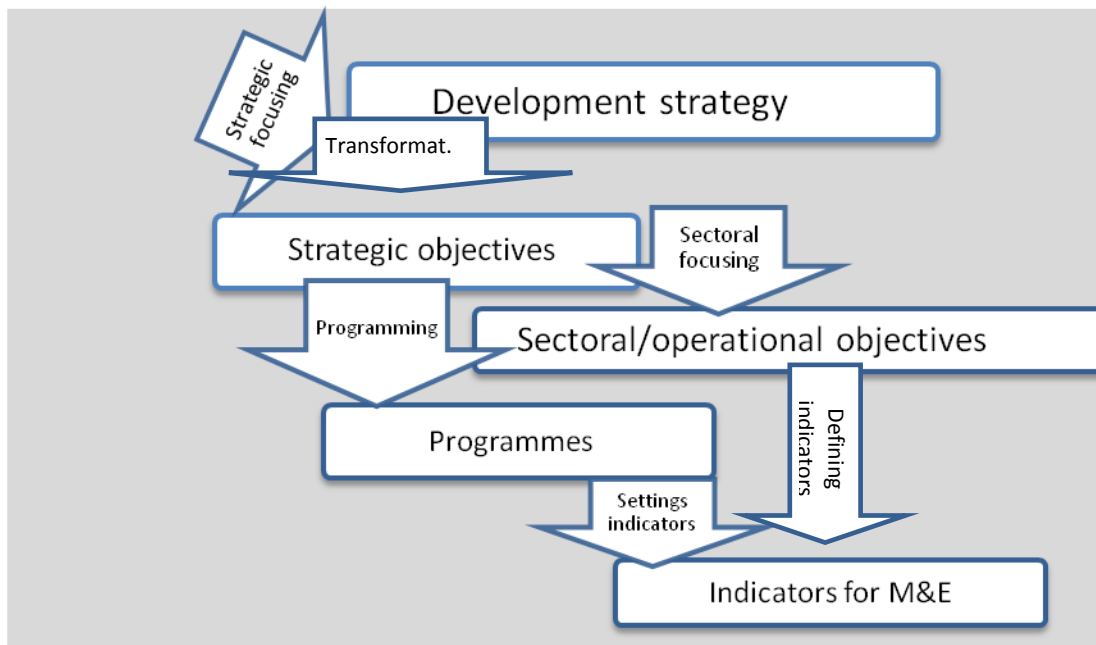 Strategic
focusing
Development strategy
Transformat.
Strategic objectives
Sectoral
focusing
Programming
Sectoral/operational objectives
Programmes
Defining
indicators
Settings
indicators
Indicators for M&E